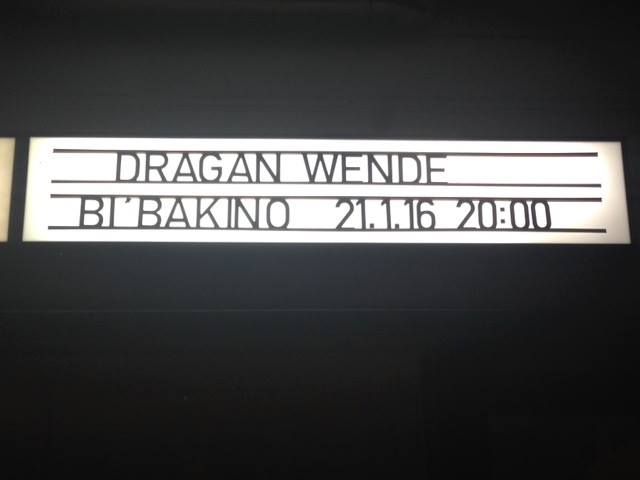 DRAGAN WENDE
BI'BAKINO 21.1.16 20:00